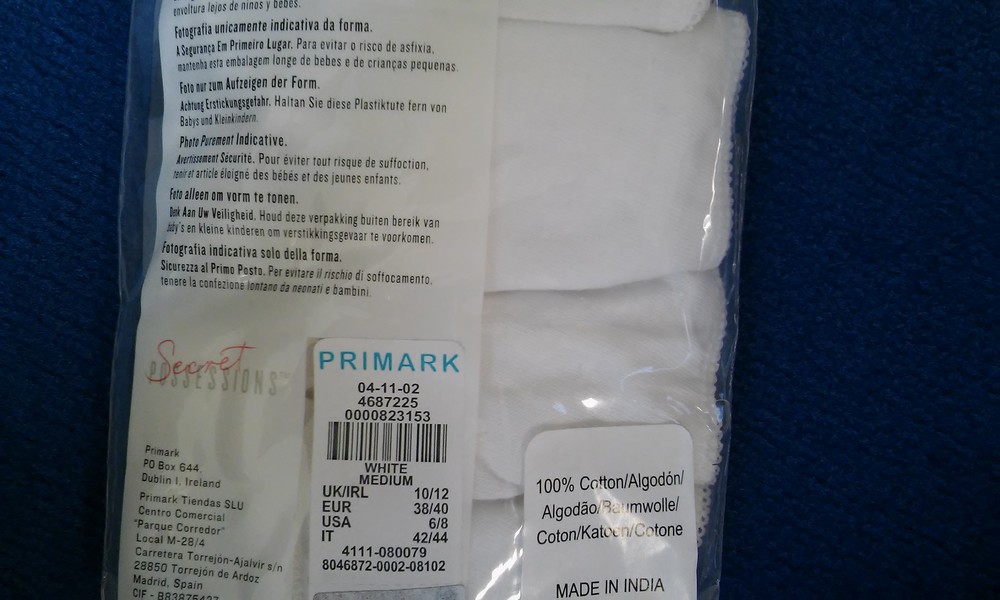 envoltura lejos de niños y bebés.
Fotografia unicamente indicativa da forma.
A Segurança Em Primeiro Lugar. Para evitar o risco de asfixia,
mantenha esta embalagem longe de bebes e de crianças pequenas
Foto nur zum Aufzeigen der Form.
Achtung Erstickungsgefahr. Haltan Sie diese Plastiktute fern von
Babys und Kleinkindern.
Photo Purement Indicative.
Avertissement Sécurité. Pour éviter tout risque de suffoction,
tenir et article éloigné des bébés et des jeunes enfants.
Foto alleen om vorm te tonen.
Denk Aan Uw Veiligheid. Houd deze verpakking buiten bereik van
baby's en kleine kinderen om verstikkingsgevaar te voorkomen.
Fotografia indicativa solo della forma.
Sicurezza al Primo Posto. Per evitare il rischio di soffocamento,
tenere la confezione lontano da neonati e bambini.
Secret
POSSESSIONS™
Primark
PO Box 644,
Dublin 1, Ireland
Primark Tiendas SLU
Centro Comercial
"Parque Corredor"
Local M-28/4
Carretera Torrejón-Ajalvir s/n
28850 Torrejón de Ardoz
Madrid, Spain
CIF - B83875427
PRIMARK
04-11-02
4687225
0000823153
WHITE
MEDIUM
UK/IRL 10/12
EUR 38/40
USA 6/8
IT 42/44
4111-080079
8046872-0002-08102
100% Cotton/Algodón/
Algodão/Baumwolle/
Coton/Katoen/Cotone
MADE IN INDIA